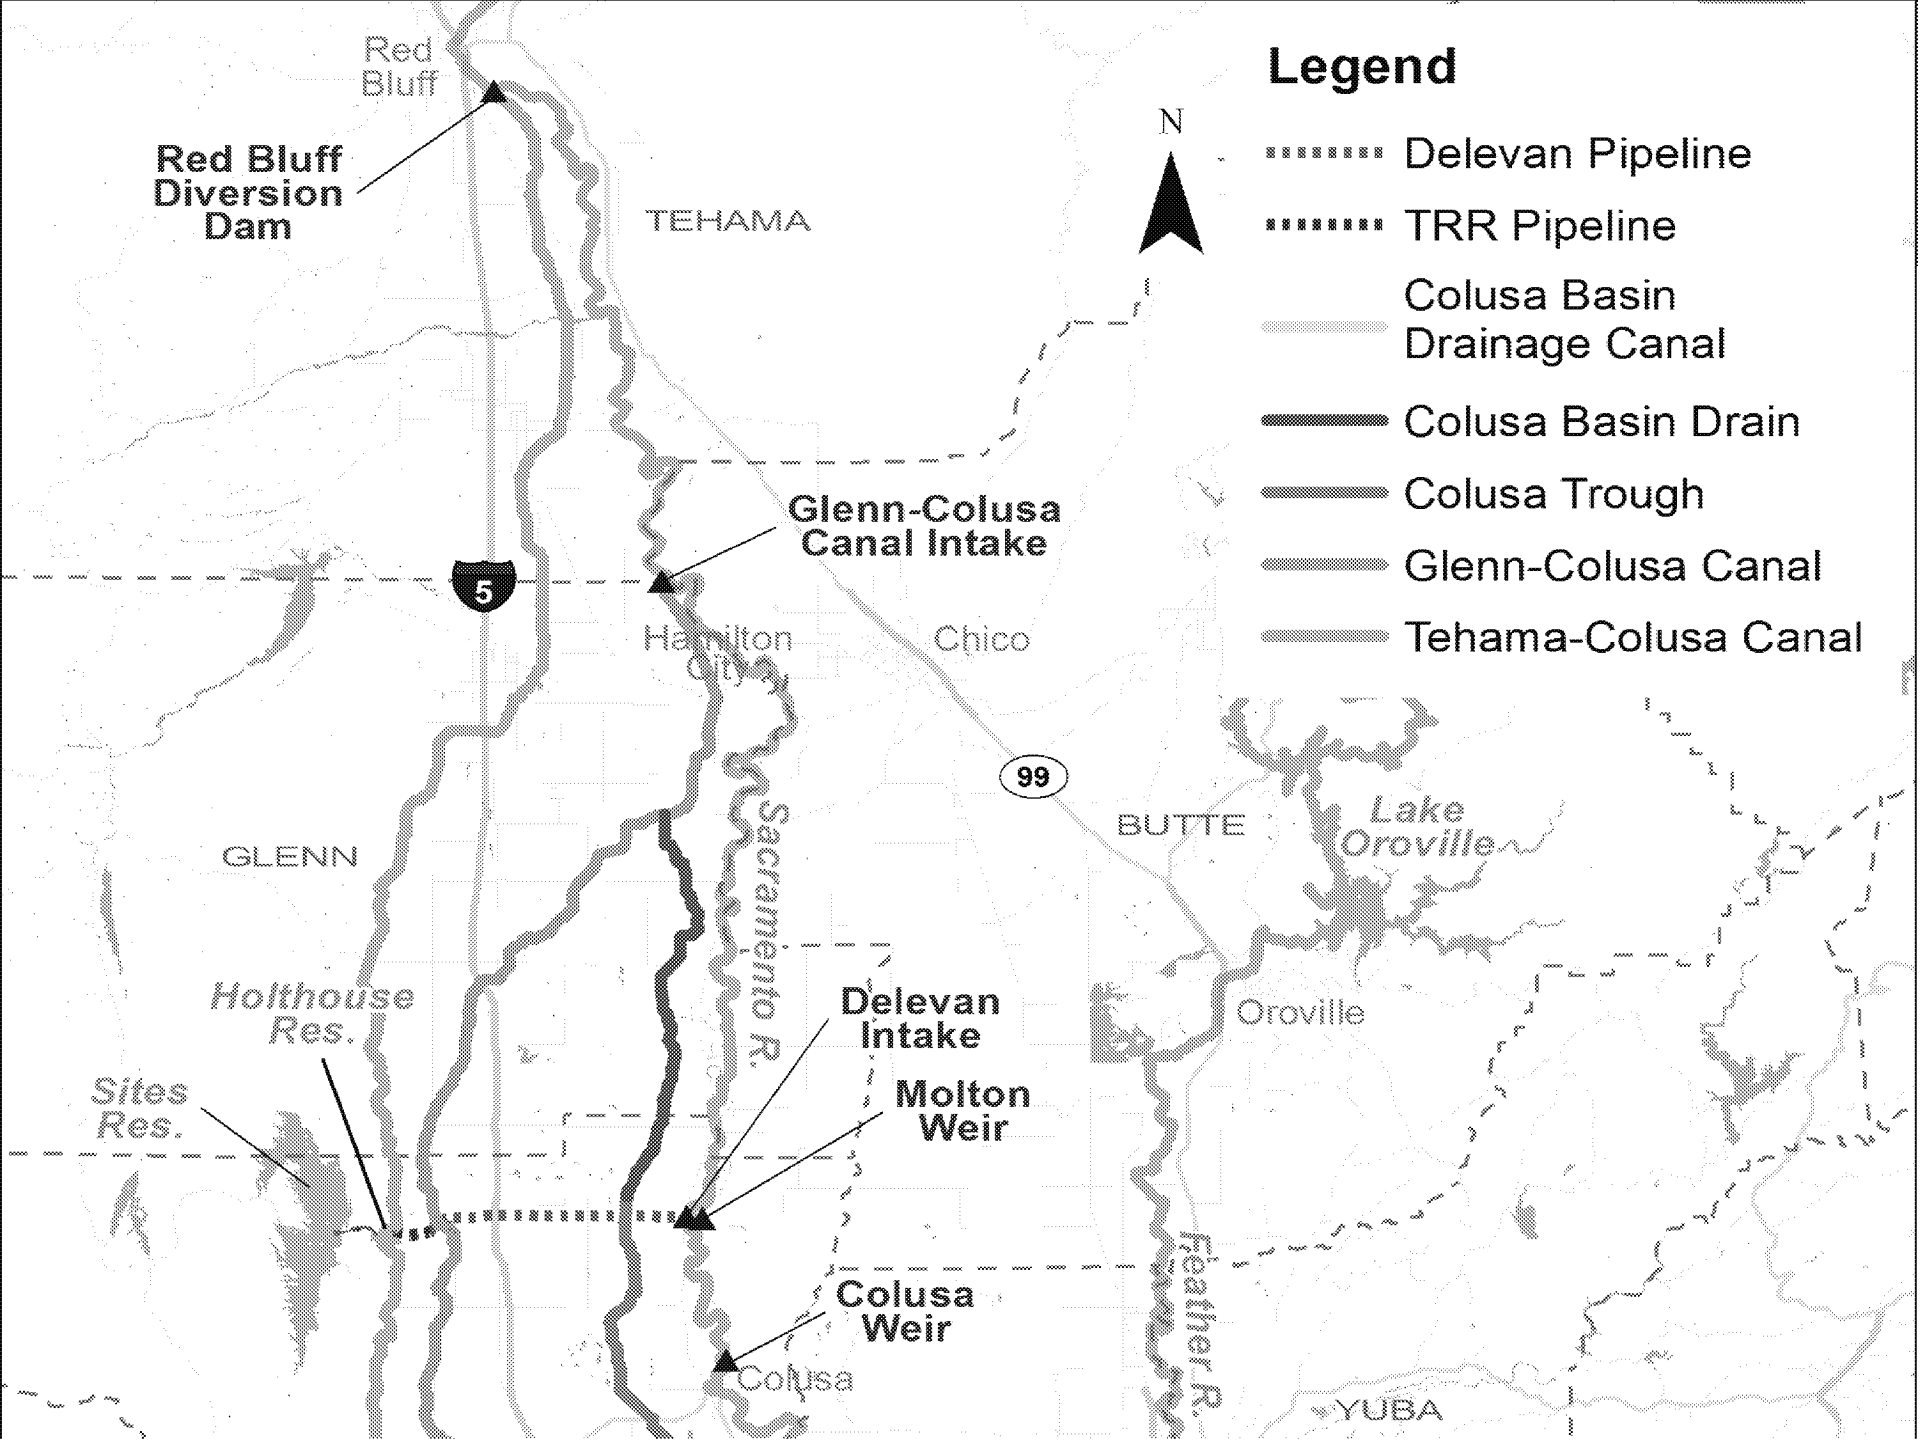 Red
Bluff
Red Bluff
Diversion
Dam
TEHAMA
N
Legend
Delevan Pipeline
TRR Pipeline
Colusa Basin
Drainage Canal
Colusa Basin Drain
Colusa Trough
Glenn-Colusa Canal
Tehama-Colusa Canal
Glenn-Colusa
Canal Intake
5
Hamilton
City
Chico
99
BUTTE
Lake
Oroville
GLENN
Sacramento R.
Holthouse
Res.
Delevan
Intake
Oroville
Sites
Res.
Molton
Weir
Colusa
Weir
Feather R.
Colusa
YUBA